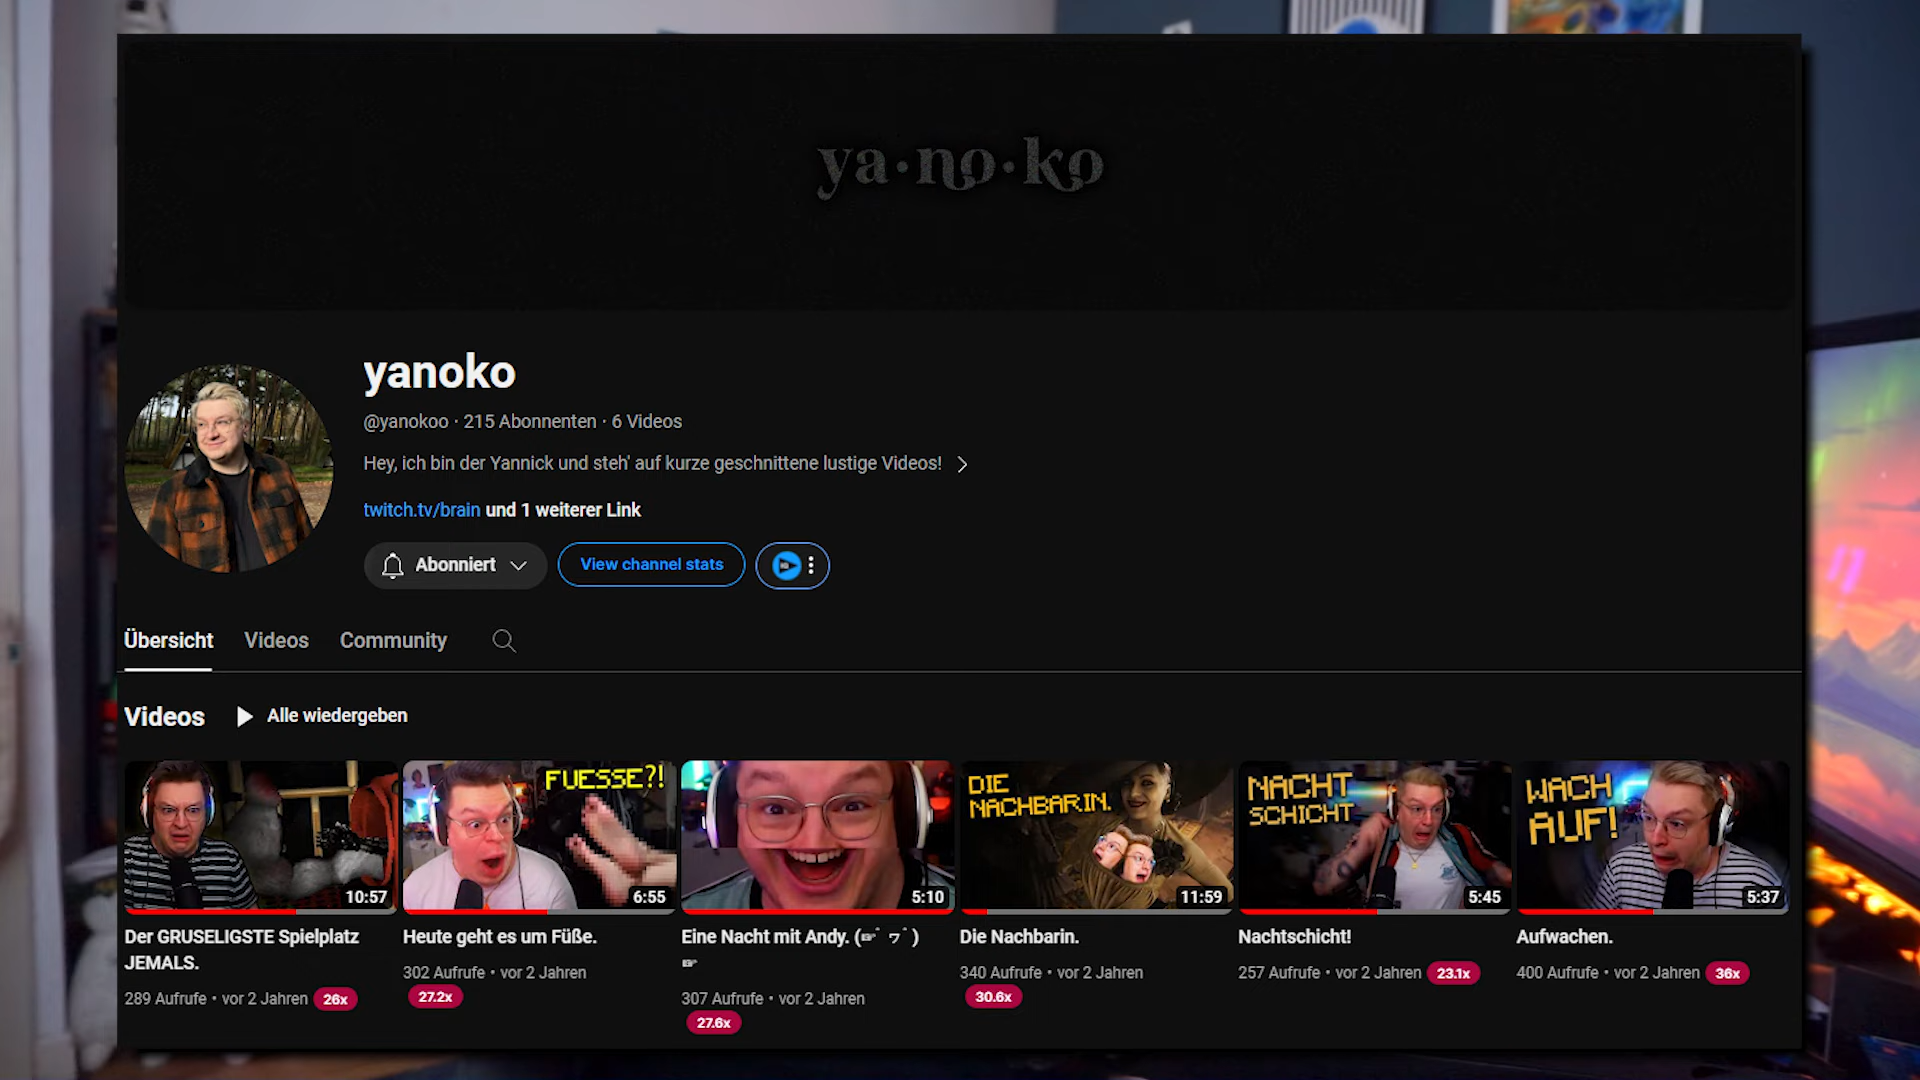 ya·no·ko
yanoko
@yanokoo · 215 Abonnenten · 6 Videos
Hey, ich bin der Yannick und steh' auf kurze geschnittene lustige Videos!
twitch.tv/brain und 1 weiterer Link
Abonniert
View channel stats
Übersicht
Videos
Community
Videos
Alle wiedergeben
10:57
FUESSE?!
6:55
5:10
DIE
NACHBARIN.
11:59
NACHT
SCHICHT
5:45
WACH
AUF!
5:37
Der GRUSELIGSTE Spielplatz
JEMALS.
289 Aufrufe • vor 2 Jahren 26x
Heute geht es um Füße.
302 Aufrufe • vor 2 Jahren
27.2x
Eine Nacht mit Andy. (☞ﾟヮﾟ)
☞
307 Aufrufe • vor 2 Jahren
27.6x
Die Nachbarin.
340 Aufrufe • vor 2 Jahren
30.6x
Nachtschicht!
257 Aufrufe • vor 2 Jahren 23.1x
Aufwachen.
400 Aufrufe • vor 2 Jahren 36x